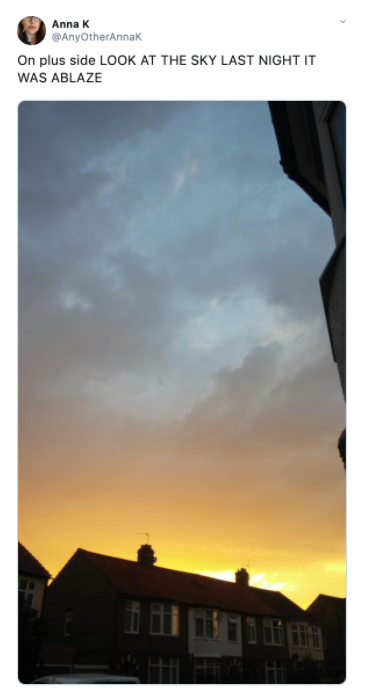 Anna K
@AnyOtherAnnaK
On plus side LOOK AT THE SKY LAST NIGHT IT
WAS ABLAZE